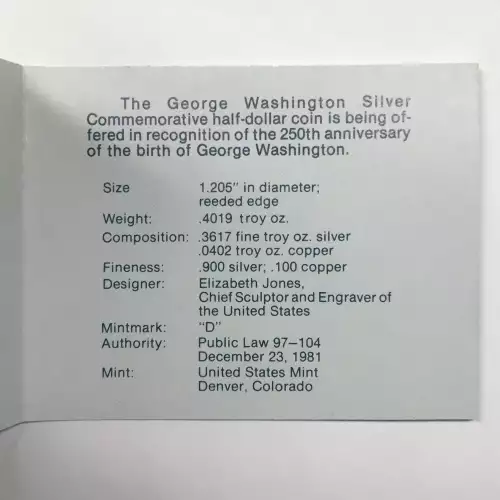 The George Washington Silver
Commemorative half-dollar coin is being of-
fered in recognition of the 250th anniversary
of the birth of George Washington.
Size 1.205" in diameter;
reeded edge
Weight: .4019 troy oz.
Composition: .3617 fine troy oz. silver
.0402 troy oz. copper
Fineness: .900 silver; .100 copper
Designer: Elizabeth Jones,
Chief Sculptor and Engraver of
the United States
Mintmark: "D"
Authority: Public Law 97–104
December 23, 1981
Mint: United States Mint
Denver, Colorado